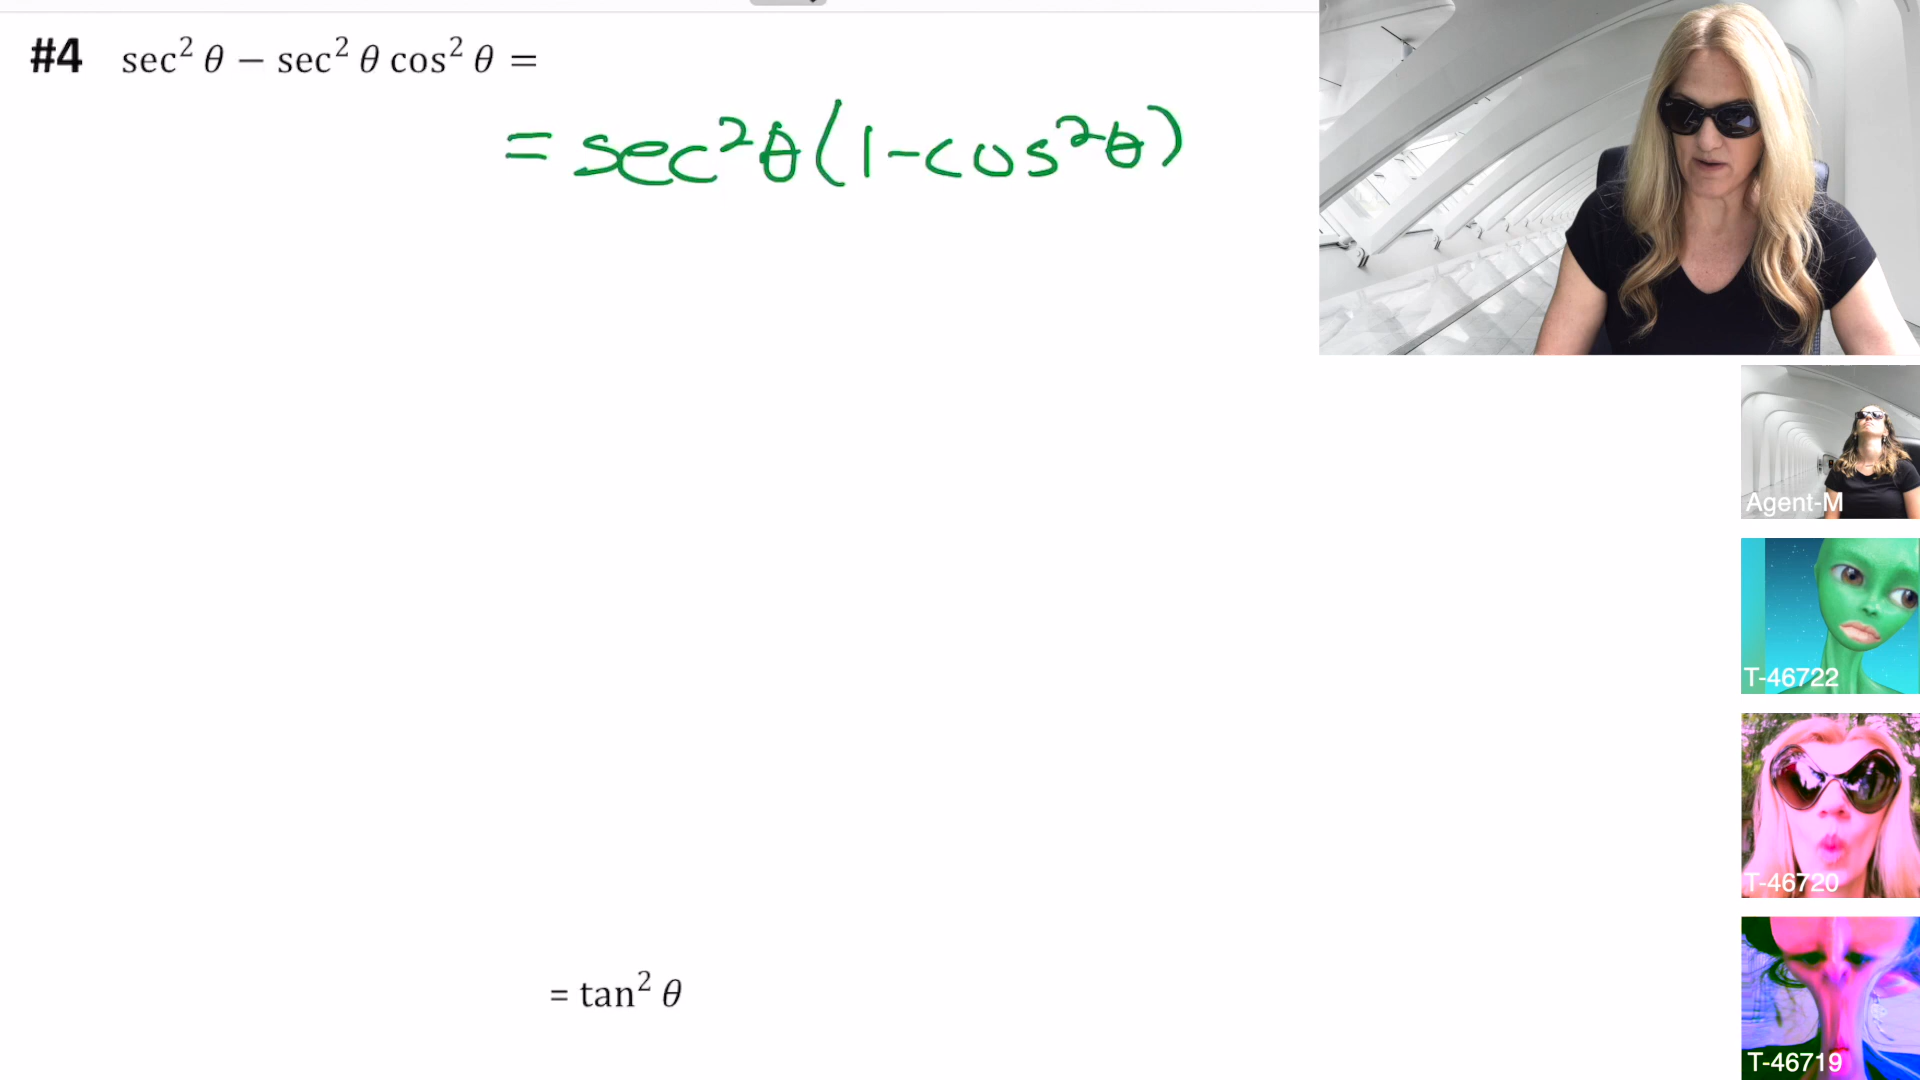 #4 sec² θ − sec² θ cos² θ =
= sec²θ(1-cos²θ)
= tan² θ
Agent-M
T-46722
T-46720
T-46719